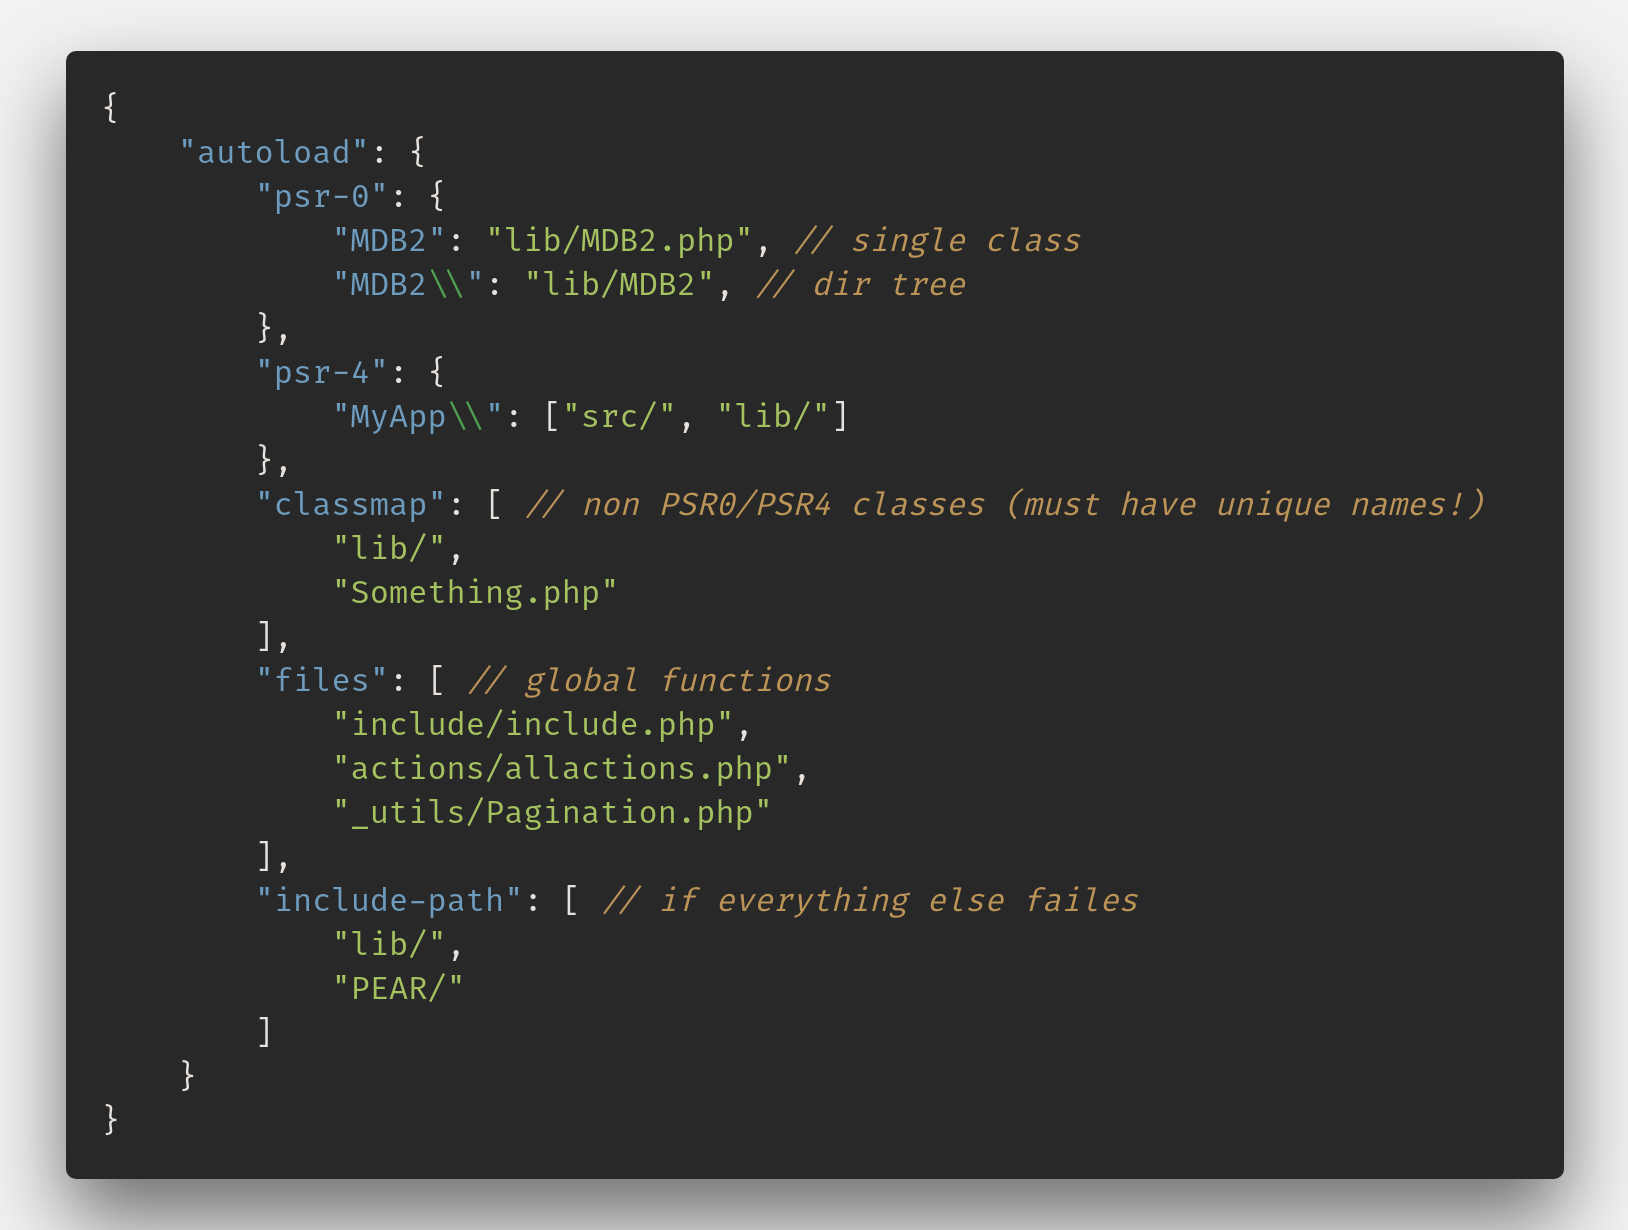 {
    "autoload": {
        "psr-0": {
            "MDB2": "lib/MDB2.php", // single class
            "MDB2\\": "lib/MDB2", // dir tree
        },
        "psr-4": {
            "MyApp\\": ["src/", "lib/"]
        },
        "classmap": [ // non PSR0/PSR4 classes (must have unique names!)
            "lib/",
            "Something.php"
        ],
        "files": [ // global functions
            "include/include.php",
            "actions/allactions.php",
            "_utils/Pagination.php"
        ],
        "include-path": [ // if everything else failes
            "lib/",
            "PEAR/"
        ]
    }
}